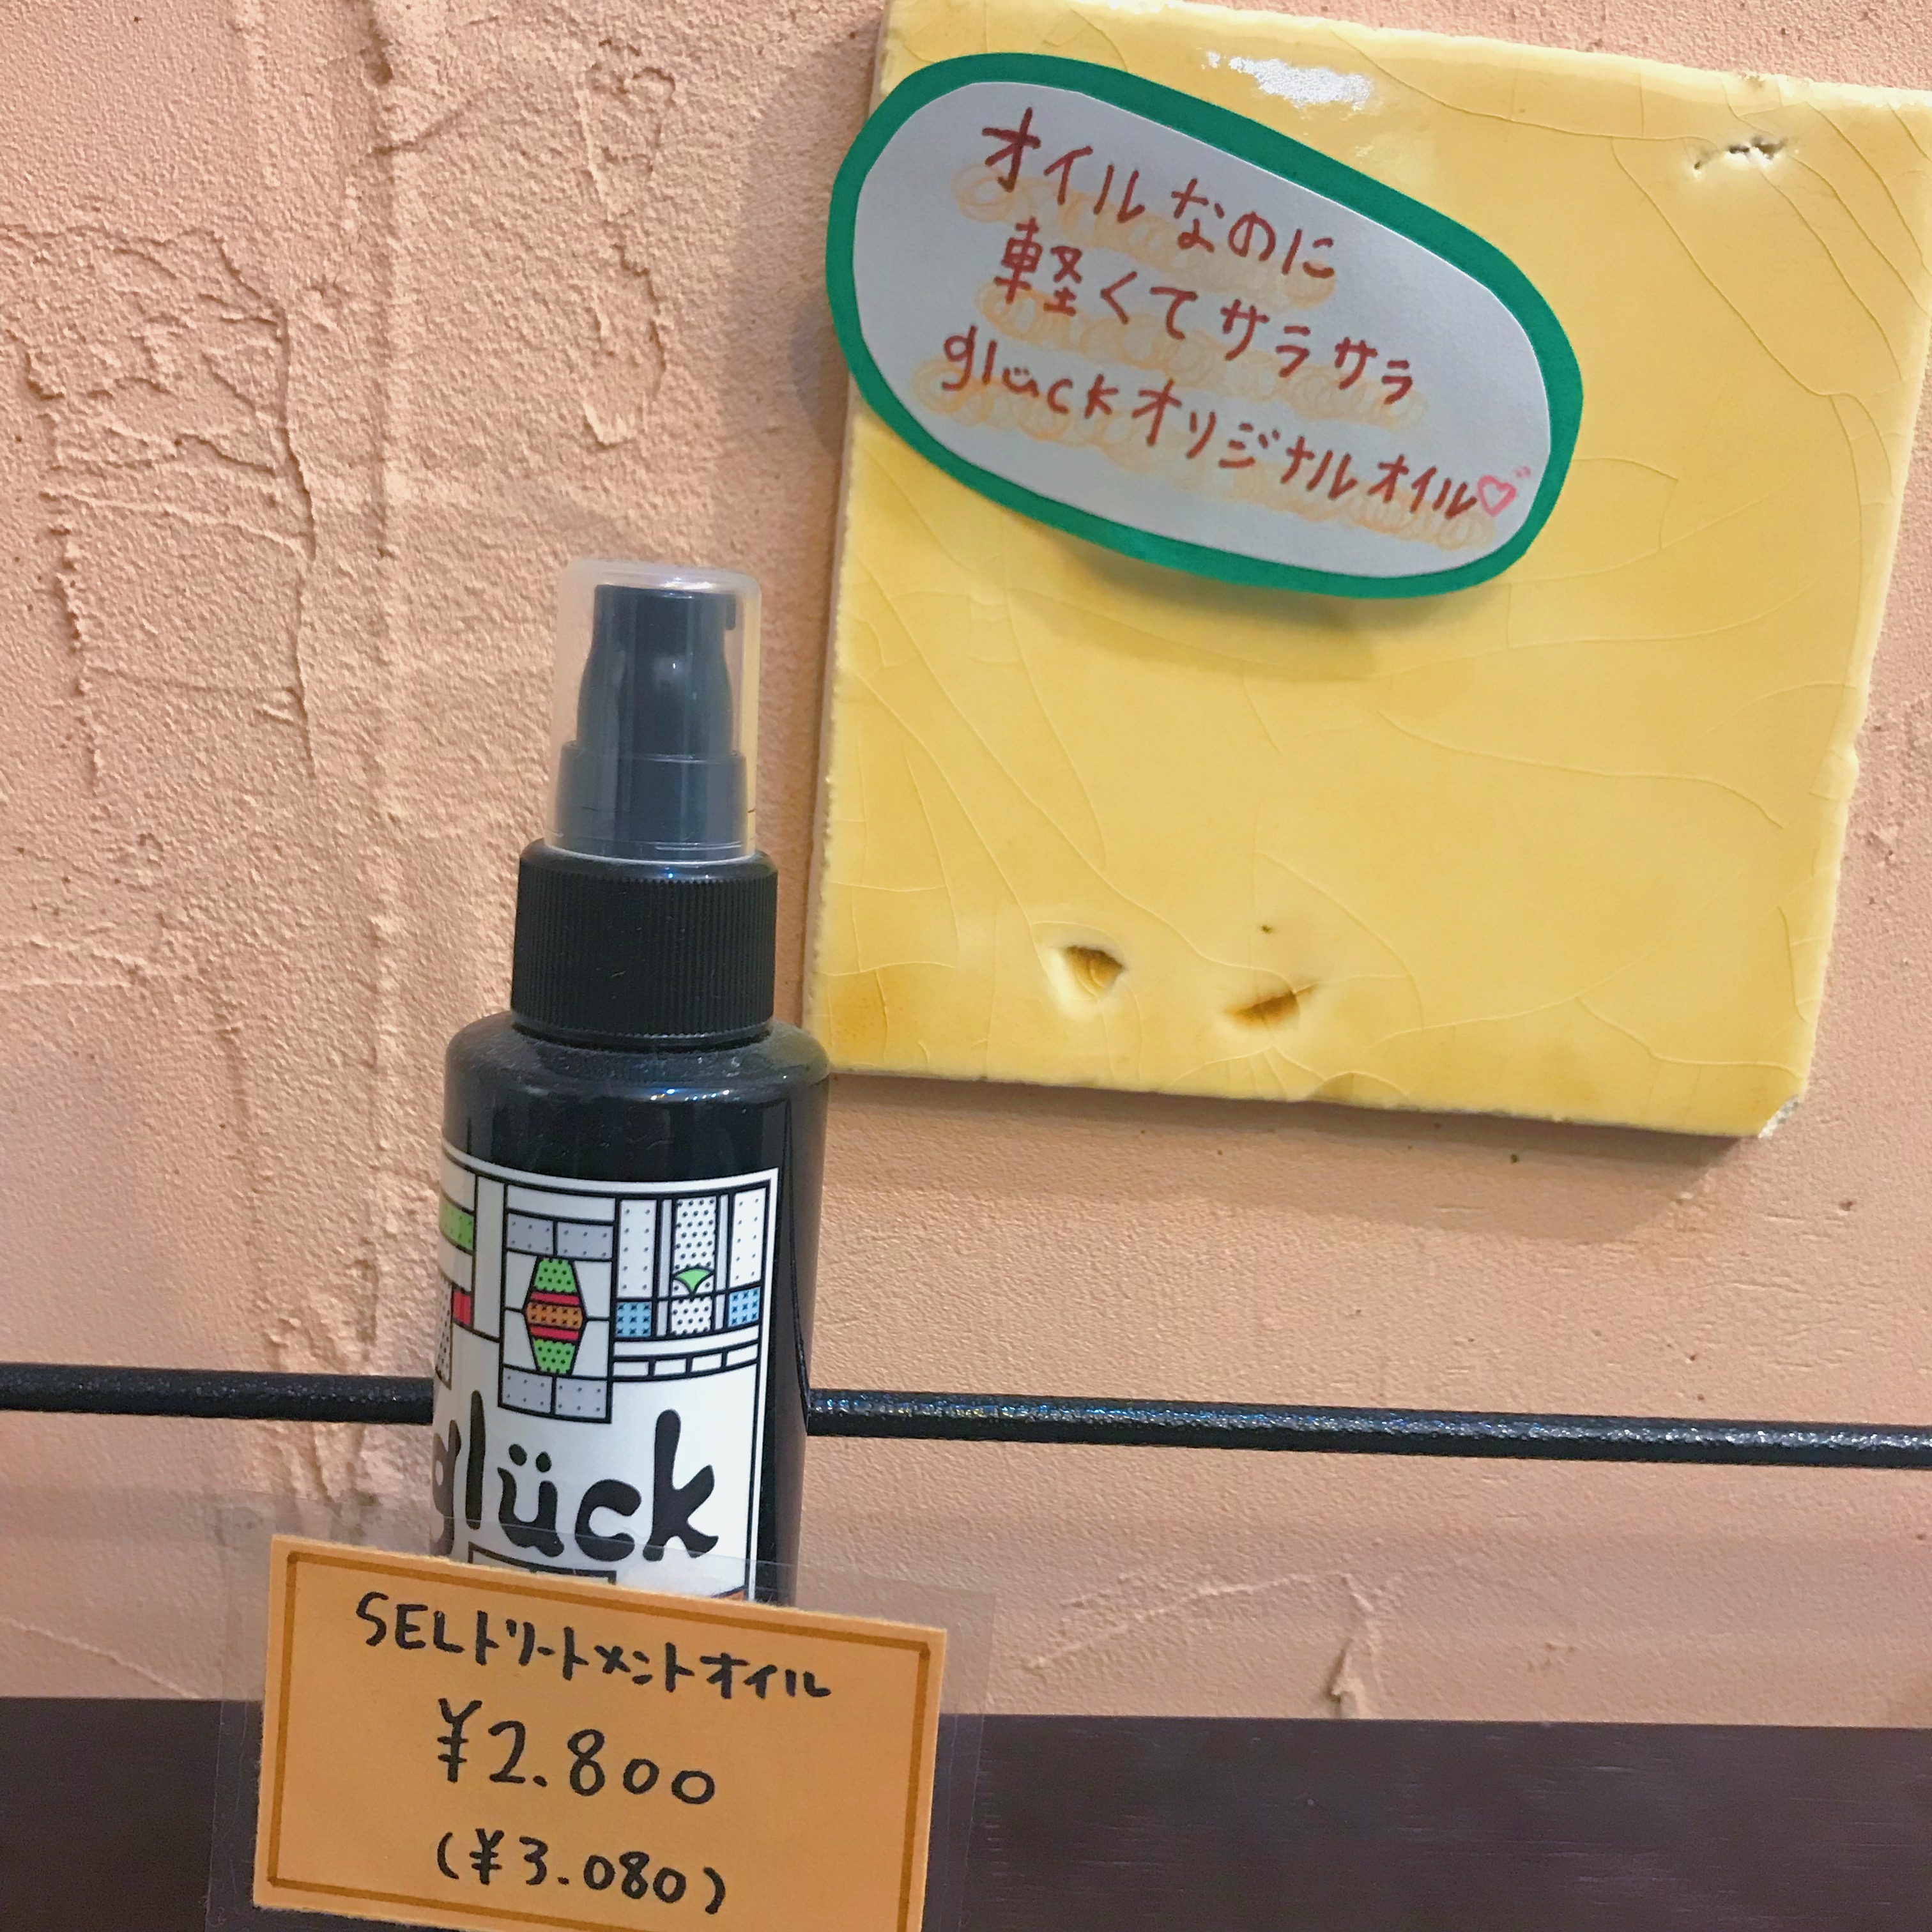 オイルなのに
軽くてサラサラ
glückオリジナルオイル♡
glück
SELトリートメントオイル
¥2.800
(¥3.080)